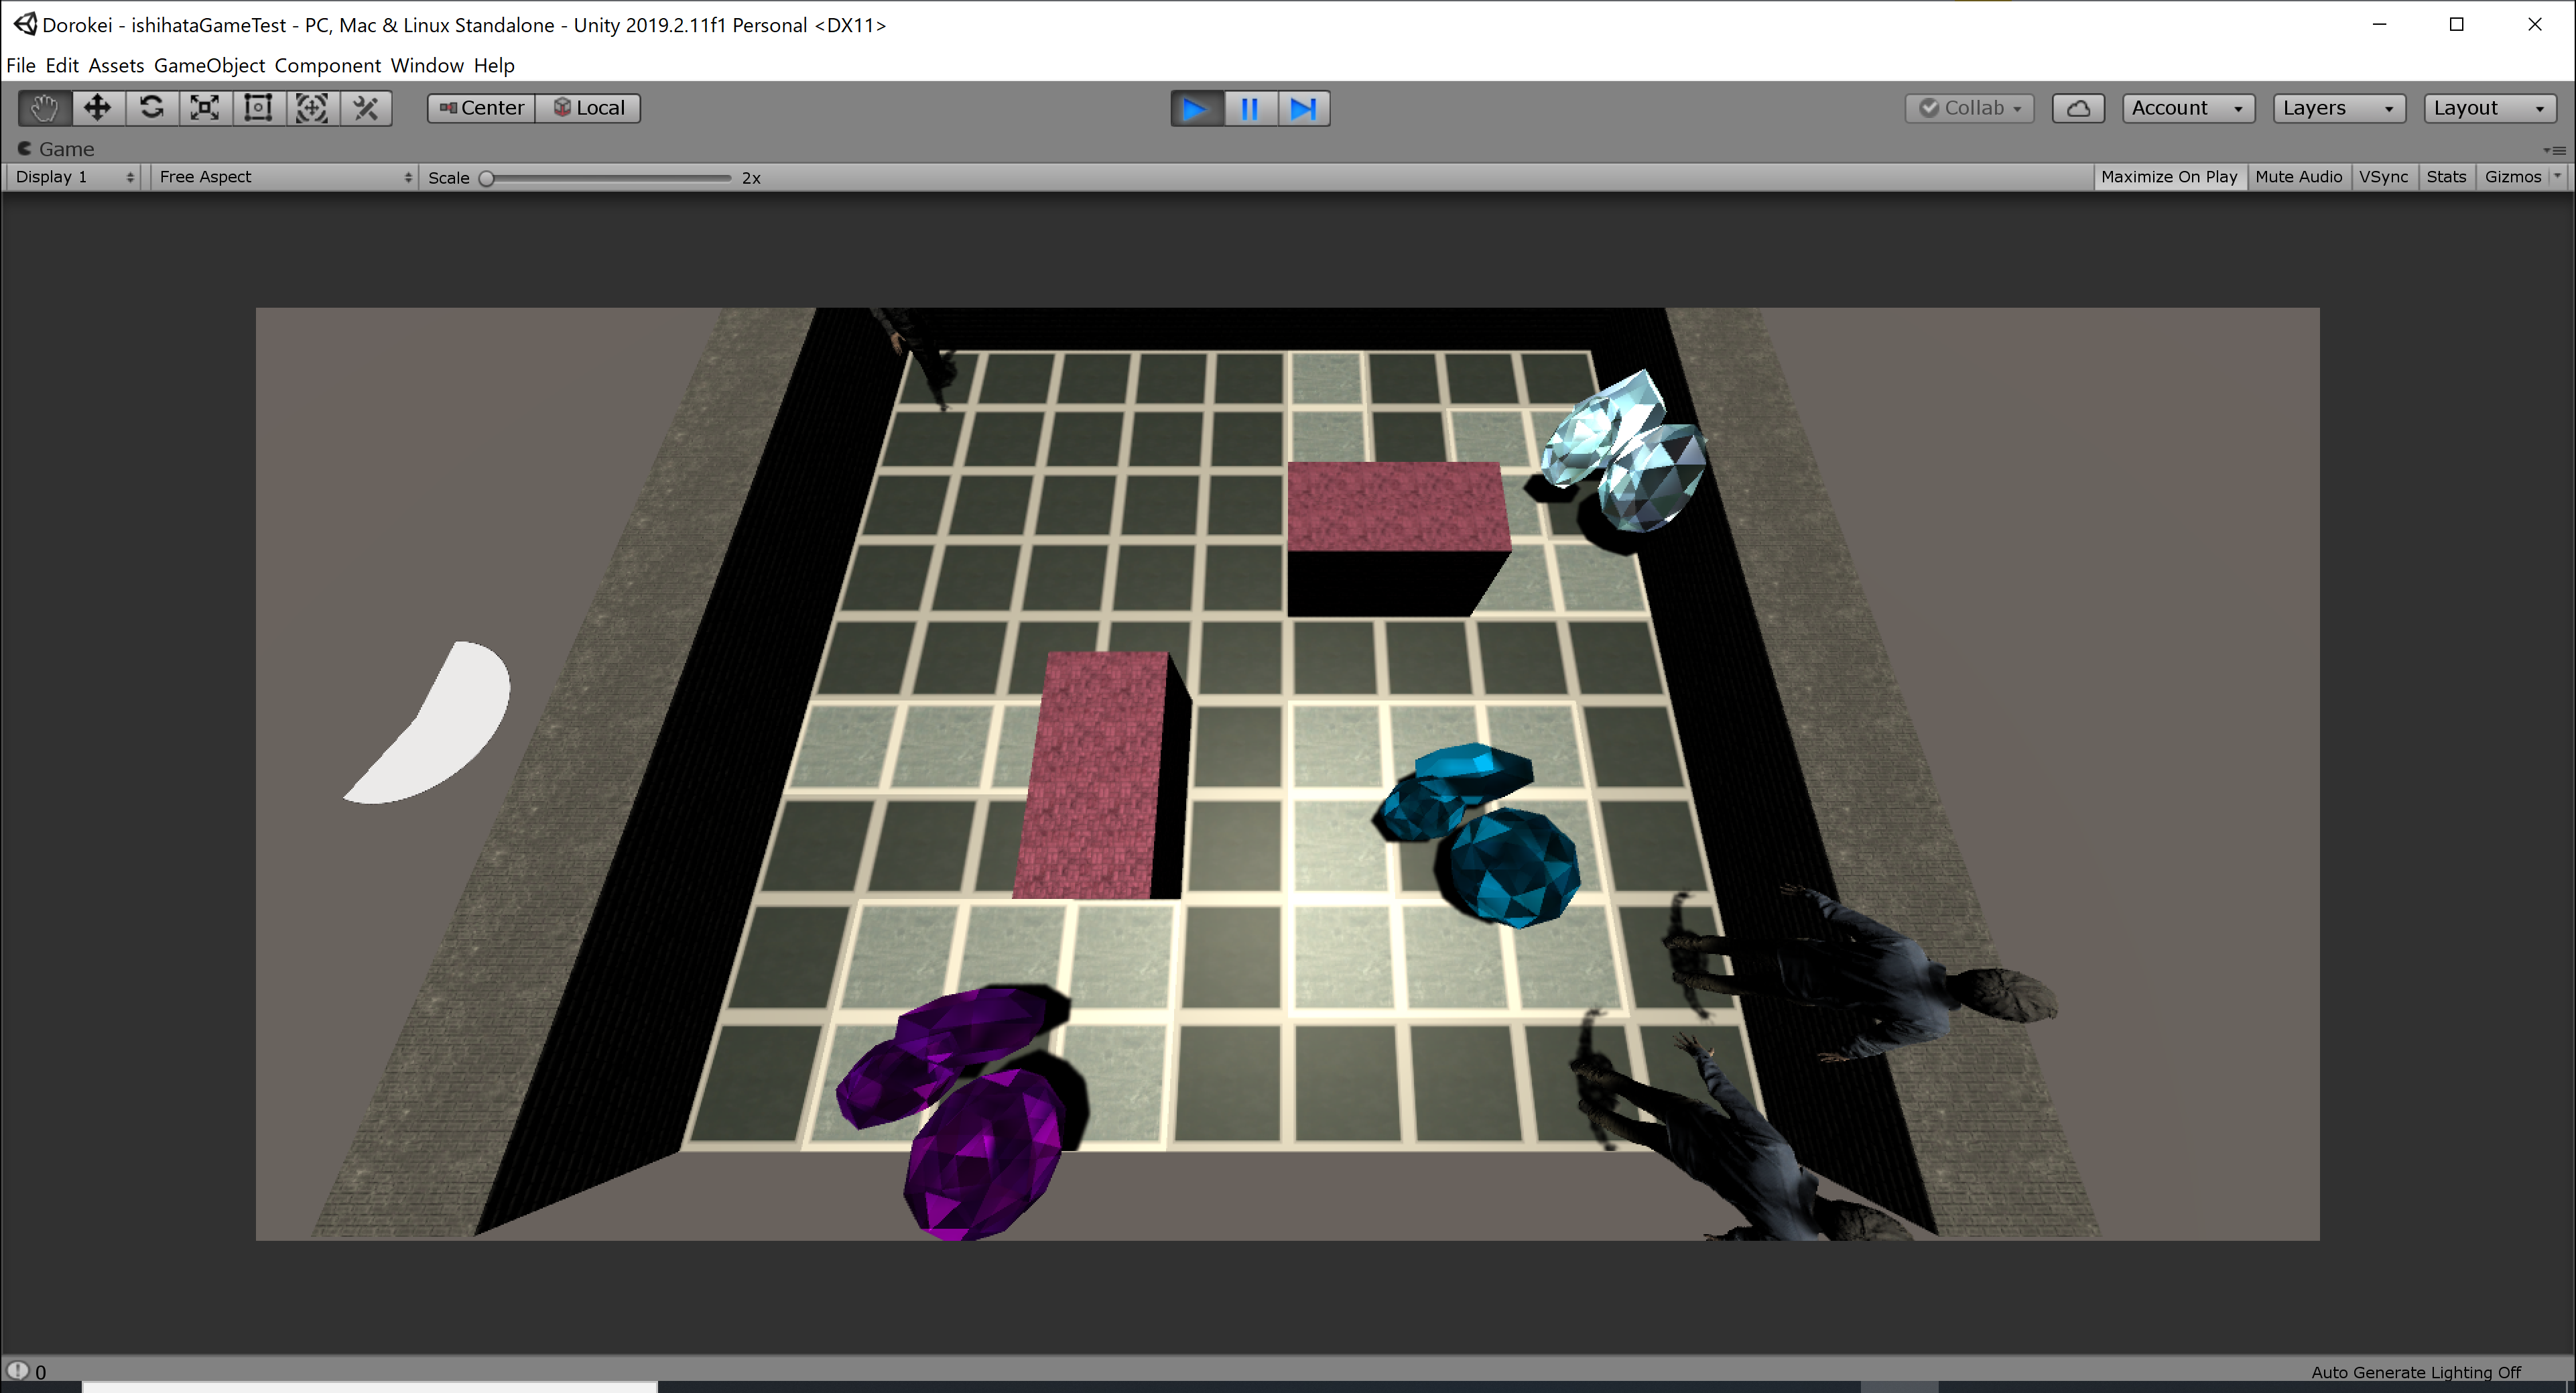 Dorokei - ishihataGameTest - PC, Mac & Linux Standalone - Unity 2019.2.11f1 Personal <DX11>
File Edit Assets GameObject Component Window Help
Center Local Collab Account Layers Layout
Game
Display 1 Free Aspect Scale 2x Maximize On Play Mute Audio VSync Stats Gizmos
0 Auto Generate Lighting Off